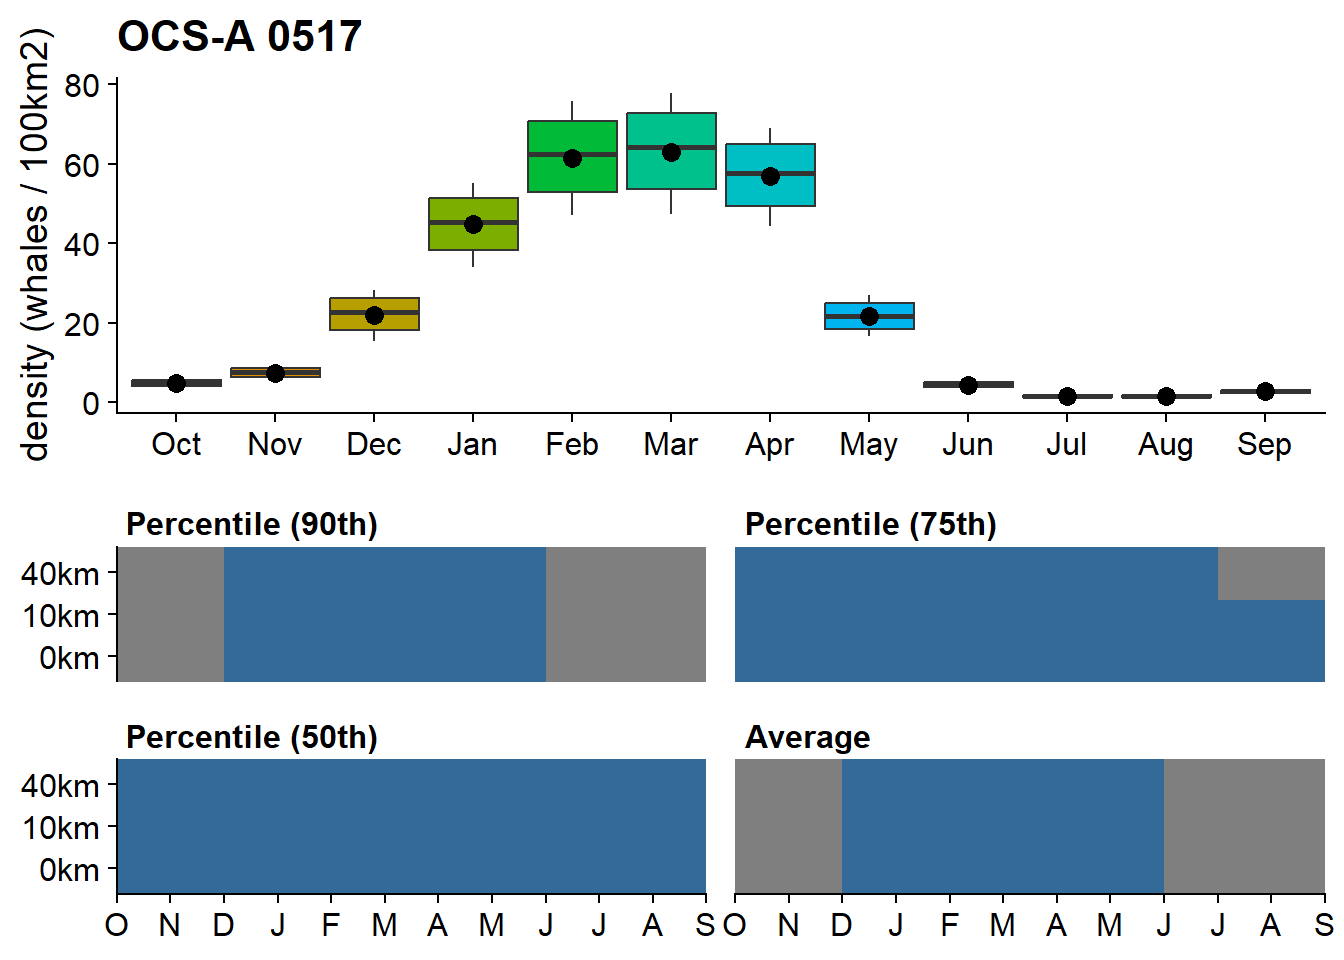 OCS-A 0517
density (whales / 100km2)
80
60
40
20
0
Oct Nov Dec Jan Feb Mar Apr May Jun Jul Aug Sep
Percentile (90th) Percentile (75th)
40km
10km
0km
Percentile (50th) Average
40km
10km
0km
O N D J F M A M J J A S O N D J F M A M J J A S